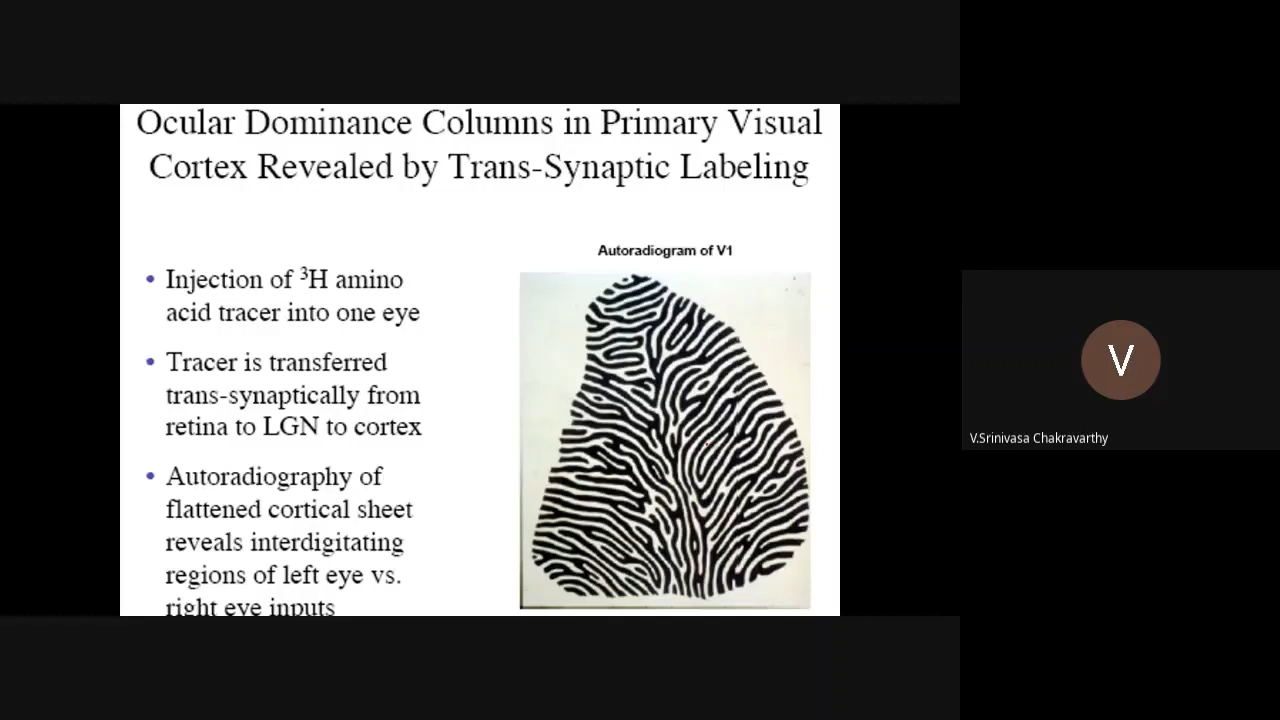 Ocular Dominance Columns in Primary Visual
Cortex Revealed by Trans-Synaptic Labeling
Autoradiogram of V1
• Injection of ³H amino
acid tracer into one eye
• Tracer is transferred
trans-synaptically from
retina to LGN to cortex
• Autoradiography of
flattened cortical sheet
reveals interdigitating
regions of left eye vs.
right eye inputs
V
V.Srinivasa Chakravarthy